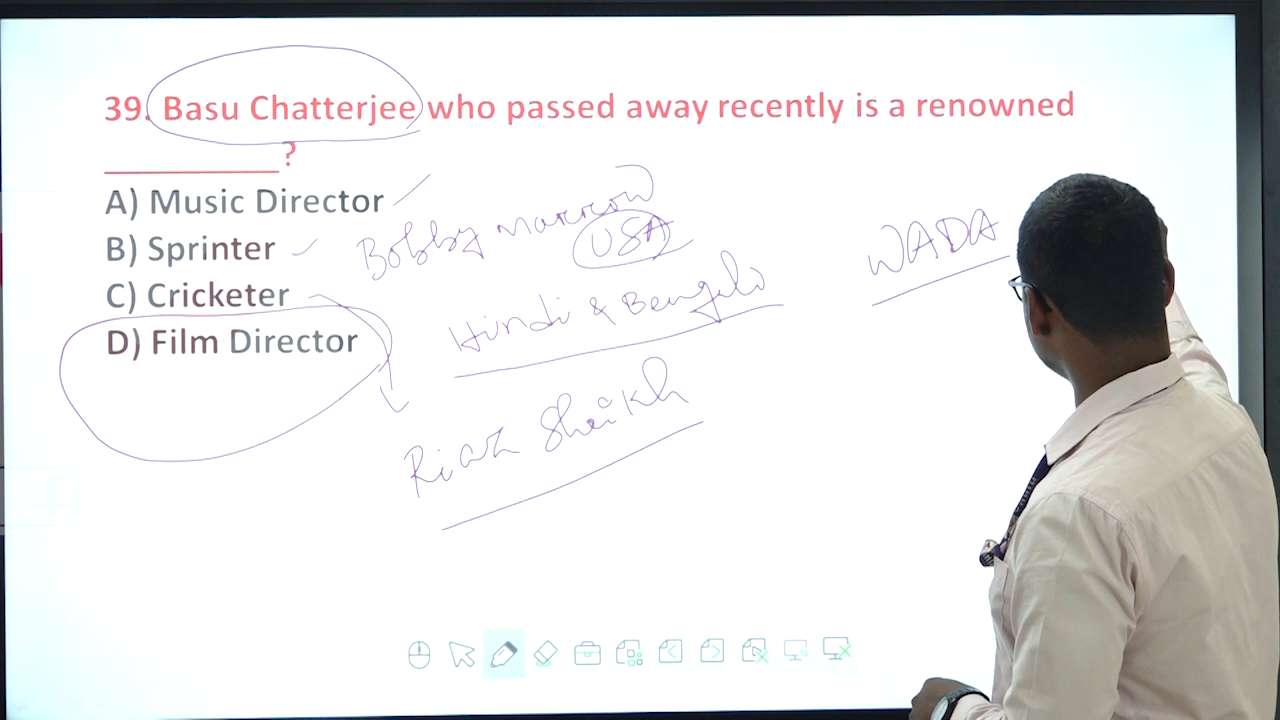 39. Basu Chatterjee who passed away recently is a renowned
__________?
A) Music Director
B) Sprinter
C) Cricketer
D) Film Director
Bobby Morrow
USA
WADA
Hindi & Bengali
Riaz Sheikh